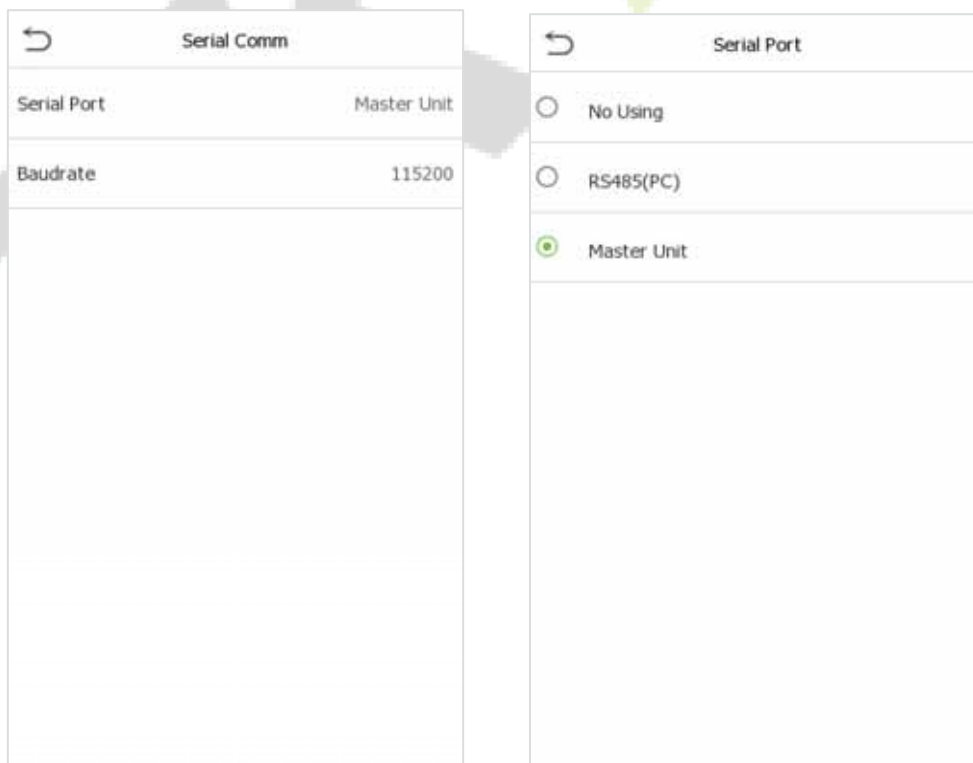 Serial Comm
Serial Port Master Unit
Baudrate 115200
Serial Port
No Using
RS485(PC)
Master Unit